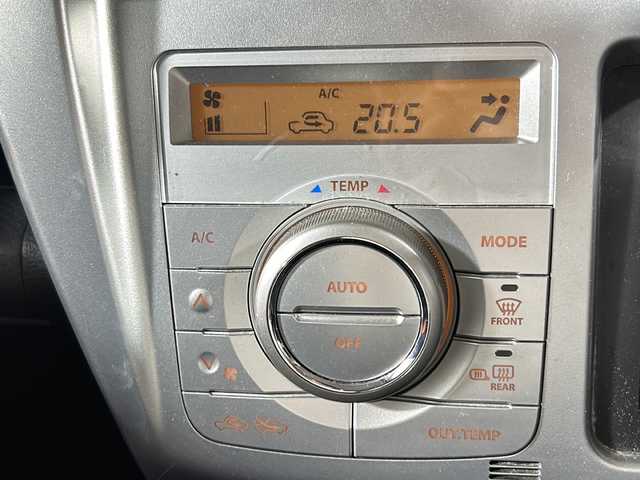 A/C
20.5
TEMP
A/C
MODE
AUTO
FRONT
OFF
REAR
OUT.TEMP